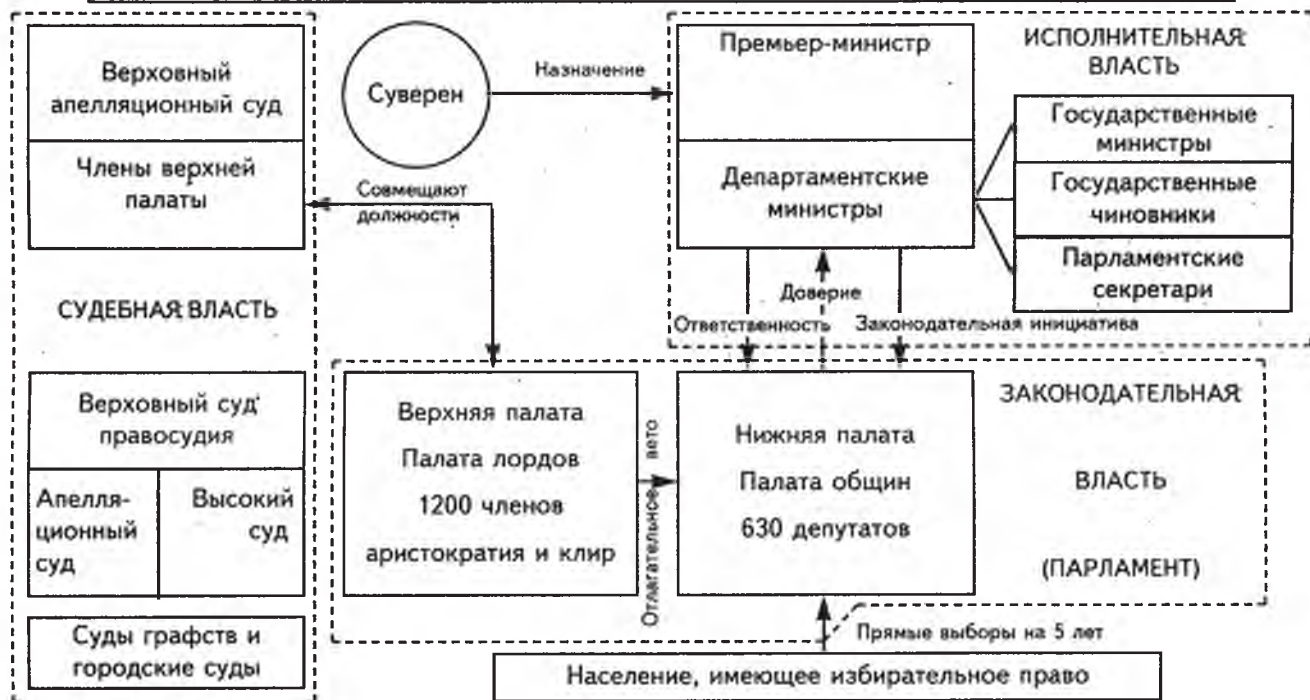 Верховный
апелляционный суд
Члены верхней
палаты
СУДЕБНАЯ ВЛАСТЬ
Верховный суд
правосудия
Апелля-
ционный
суд
Высокий
суд
Суды графств и
городские суды
Суверен
Назначение
Совмещают
должности
Премьер-министр
Департаментские
министры
ИСПОЛНИТЕЛЬНАЯ
ВЛАСТЬ
Государственные
министры
Государственные
чиновники
Парламентские
секретари
Доверие
Ответственность
Законодательная инициатива
Верхняя палата
Палата лордов
1200 членов
аристократия и клир
Отлагательное вето
Нижняя палата
Палата общин
630 депутатов
ЗАКОНОДАТЕЛЬНАЯ
ВЛАСТЬ
(ПАРЛАМЕНТ)
Прямые выборы на 5 лет
Население, имеющее избирательное право